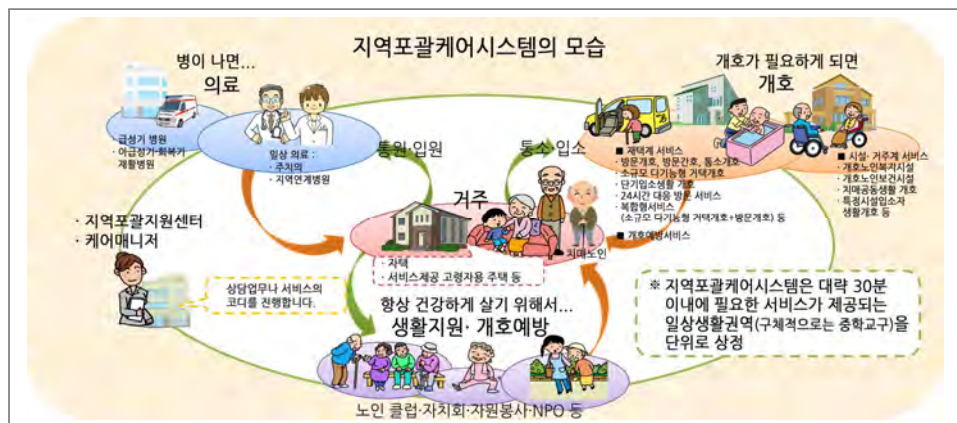 지역포괄케어시스템의 모습
병이 나면...
의료
· 급성기 병원
· 아급성기·회복기
재활병원
일상 의료 :
· 주치의
· 지역연계병원
통원·입원
통소·입소
개호가 필요하게 되면
개호
■ 재택계 서비스
· 방문개호, 방문간호, 통소개호
· 소규모 다기능형 거택개호
· 단기입소생활 개호
· 24시간 대응 방문 서비스
· 복합형서비스
(소규모 다기능형 거택개호+방문개호) 등
■ 개호예방서비스
■ 시설·거주계 서비스
· 개호노인복지시설
· 개호노인보건시설
· 치매공동생활 개호
· 특정시설입소자
생활개호 등
거주
치매노인
· 자택
· 서비스제공 고령자용 주택 등
· 지역포괄지원센터
· 케어매니저
상담업무나 서비스의
코디를 진행합니다.
항상 건강하게 살기 위해서...
생활지원· 개호예방
노인 클럽·자치회·자원봉사·NPO 등
※ 지역포괄케어시스템은 대략 30분
이내에 필요한 서비스가 제공되는
일상생활권역(구체적으로는 중학교구)을
단위로 상정